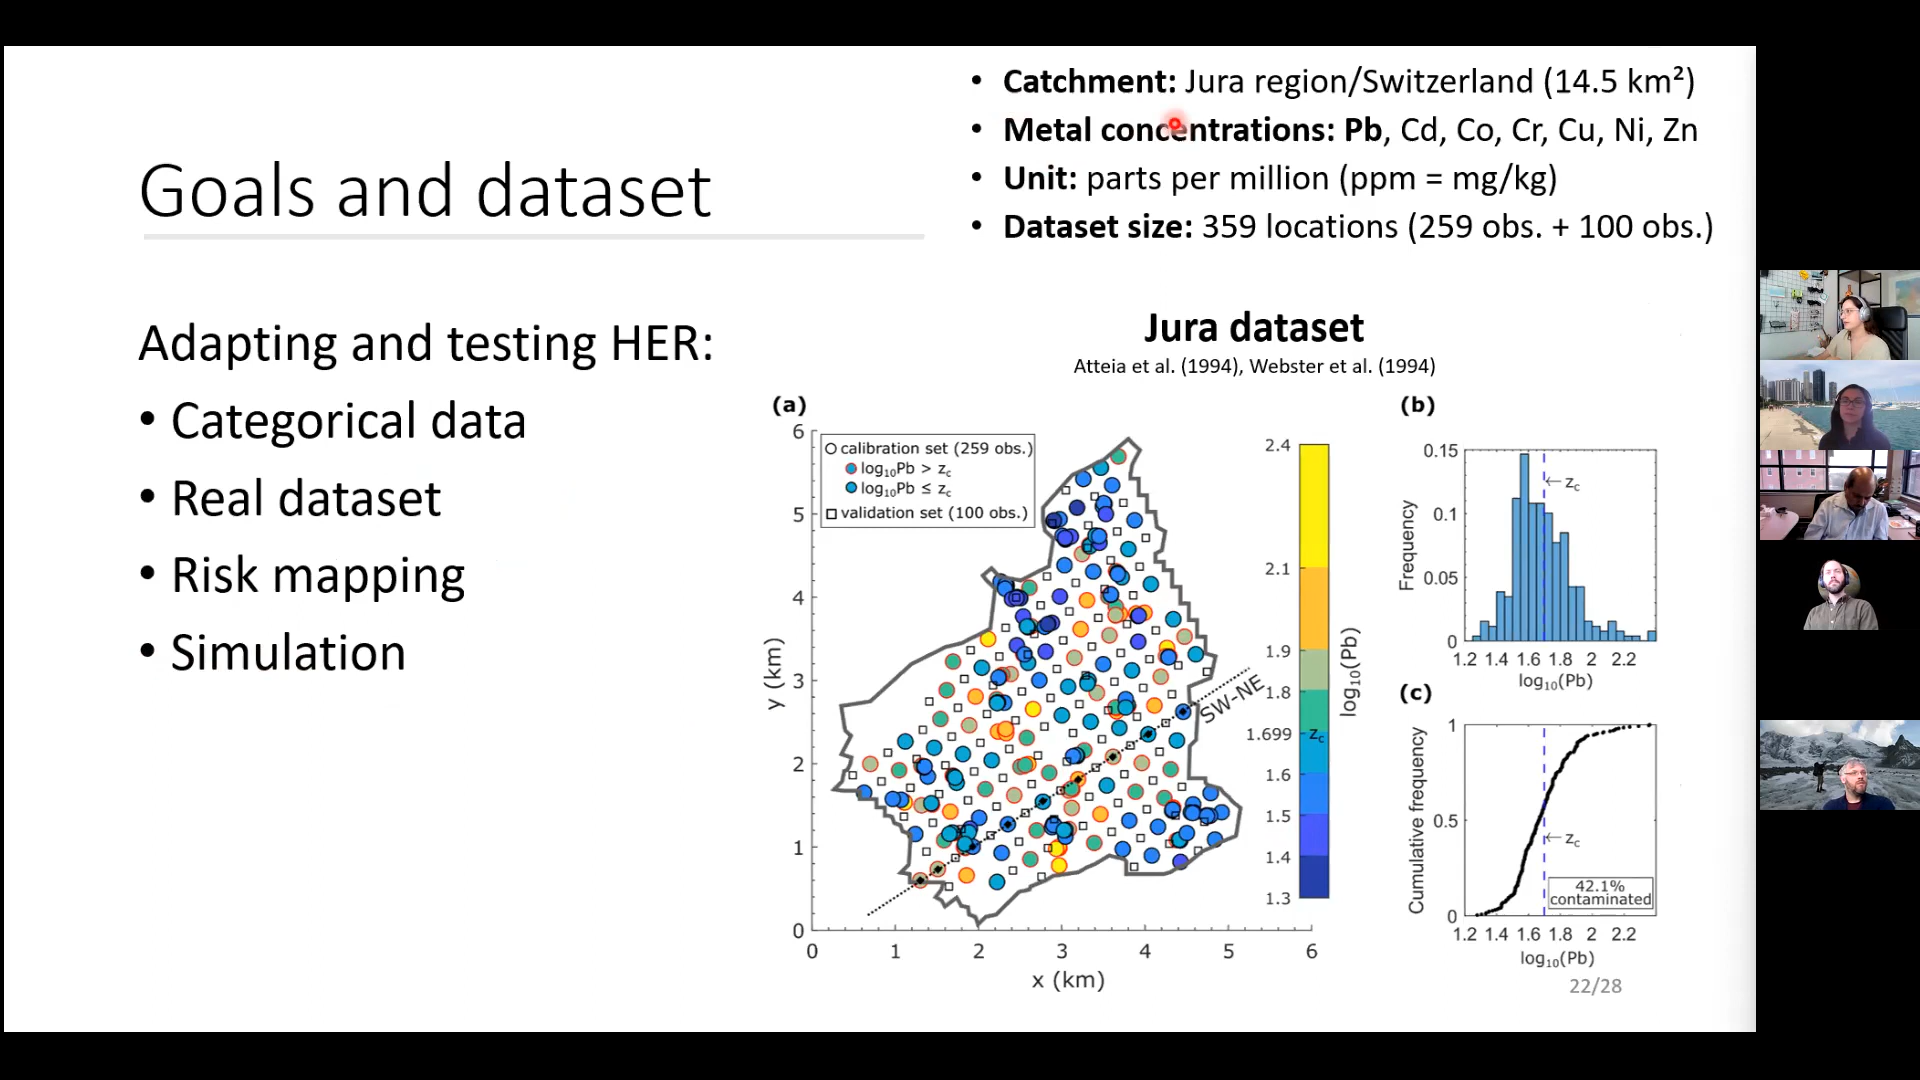 Goals and dataset
• Catchment: Jura region/Switzerland (14.5 km²)
• Metal concentrations: Pb, Cd, Co, Cr, Cu, Ni, Zn
• Unit: parts per million (ppm = mg/kg)
• Dataset size: 359 locations (259 obs. + 100 obs.)
Adapting and testing HER:
• Categorical data
• Real dataset
• Risk mapping
• Simulation
Jura dataset
Atteia et al. (1994), Webster et al. (1994)
(a)
calibration set (259 obs.)
log₁₀Pb > zc
log₁₀Pb ≤ zc
validation set (100 obs.)
6
5
4
3
2
1
0
y (km)
0 1 2 3 4 5 6
x (km)
SW-NE
2.4
2.1
1.9
1.8
1.699 zc
1.6
1.5
1.4
1.3
log₁₀(Pb)
(b)
0.15
0.1
0.05
0
Frequency
←zc
1.2 1.4 1.6 1.8 2 2.2
log₁₀(Pb)
(c)
1
0.5
0
Cumulative frequency
←zc
42.1%
contaminated
1.2 1.4 1.6 1.8 2 2.2
log₁₀(Pb)
22/28